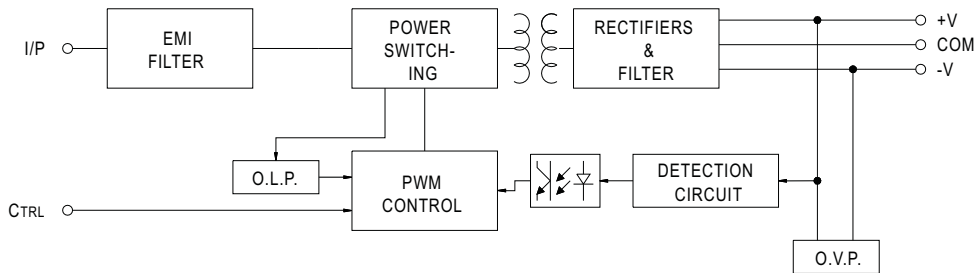 I/P
EMI
FILTER
POWER
SWITCH-
ING
RECTIFIERS
&
FILTER
+V
COM
-V
O.L.P.
PWM
CONTROL
DETECTION
CIRCUIT
CTRL
O.V.P.